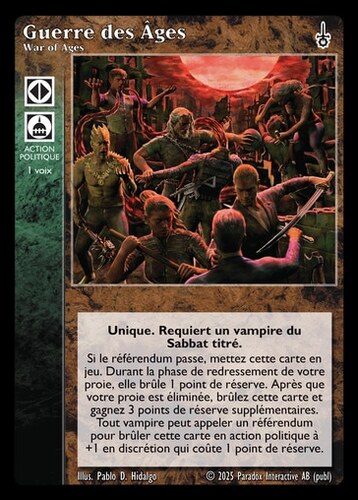 Guerre des Âges
War of Ages
ACTION
POLITIQUE
1 voix
Unique. Requiert un vampire du
Sabbat titré.
Si le référendum passe, mettez cette carte en
jeu. Durant la phase de redressement de votre
proie, elle brûle 1 point de réserve. Après que
votre proie est éliminée, brûlez cette carte et
gagnez 3 points de réserve supplémentaires.
Tout vampire peut appeler un référendum
pour brûler cette carte en action politique à
+1 en discrétion qui coûte 1 point de réserve.
Illus. Pablo D. Hidalgo © 2025 Paradox Interactive AB (publ)